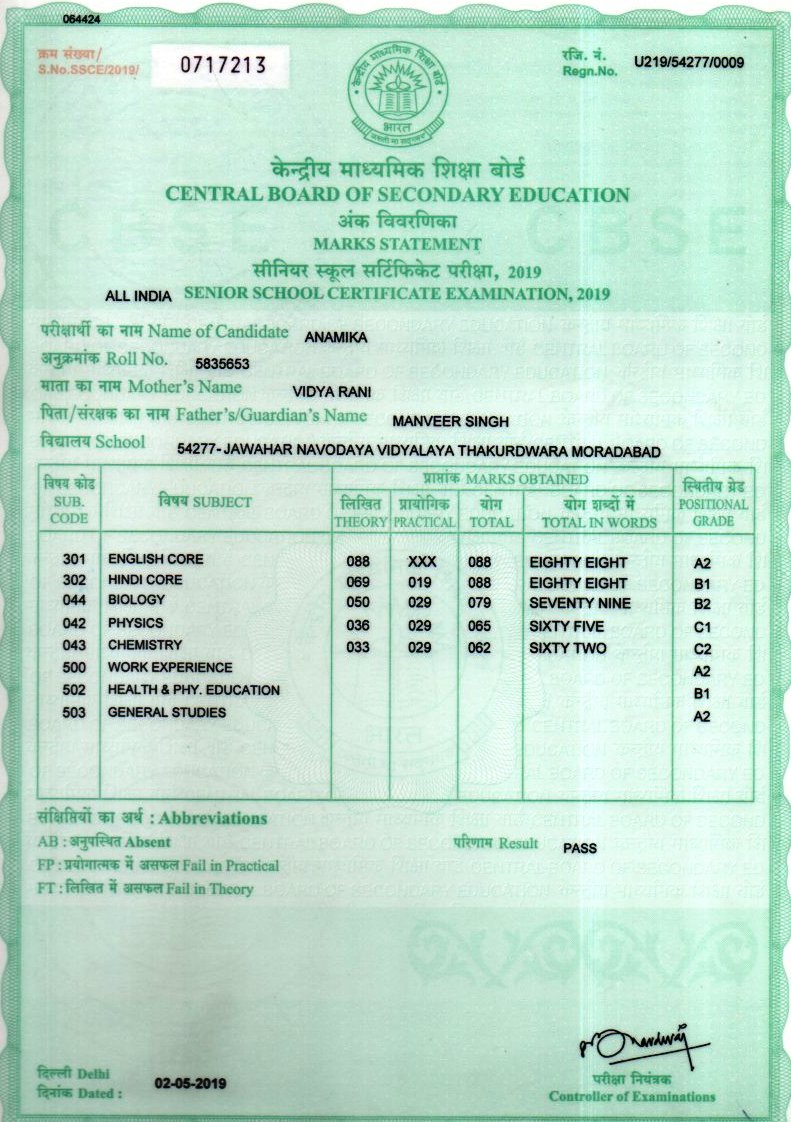 064424
क्रम संख्या/
S.No.SSCE/2019/ 0717213
रजि. नं.
Regn.No. U219/54277/0009
केन्द्रीय माध्यमिक शिक्षा बोर्ड
भारत
केन्द्रीय माध्यमिक शिक्षा बोर्ड
CENTRAL BOARD OF SECONDARY EDUCATION
CBSE CBSE
अंक विवरणिका
MARKS STATEMENT
सीनियर स्कूल सर्टिफिकेट परीक्षा, 2019
ALL INDIA SENIOR SCHOOL CERTIFICATE EXAMINATION, 2019
परीक्षार्थी का नाम Name of Candidate ANAMIKA
अनुक्रमांक Roll No. 5835653
माता का नाम Mother's Name VIDYA RANI
पिता/संरक्षक का नाम Father's/Guardian's Name MANVEER SINGH
विद्यालय School 54277-JAWAHAR NAVODAYA VIDYALAYA THAKURDWARA MORADABAD
विषय कोड SUB. CODE
विषय SUBJECT
प्राप्तांक MARKS OBTAINED
लिखित THEORY
प्रायोगिक PRACTICAL
योग TOTAL
योग शब्दों में TOTAL IN WORDS
स्थितीय ग्रेड POSITIONAL GRADE
301 ENGLISH CORE 088 XXX 088 EIGHTY EIGHT A2
302 HINDI CORE 069 019 088 EIGHTY EIGHT B1
044 BIOLOGY 050 029 079 SEVENTY NINE B2
042 PHYSICS 036 029 065 SIXTY FIVE C1
043 CHEMISTRY 033 029 062 SIXTY TWO C2
500 WORK EXPERIENCE A2
502 HEALTH & PHY. EDUCATION B1
503 GENERAL STUDIES A2
संक्षिप्तियों का अर्थ : Abbreviations
AB : अनुपस्थित Absent
परिणाम Result PASS
FP : प्रयोगात्मक में असफल Fail in Practical
FT : लिखित में असफल Fail in Theory
दिल्ली Delhi
दिनांक Dated : 02-05-2019
परीक्षा नियंत्रक
Controller of Examinations